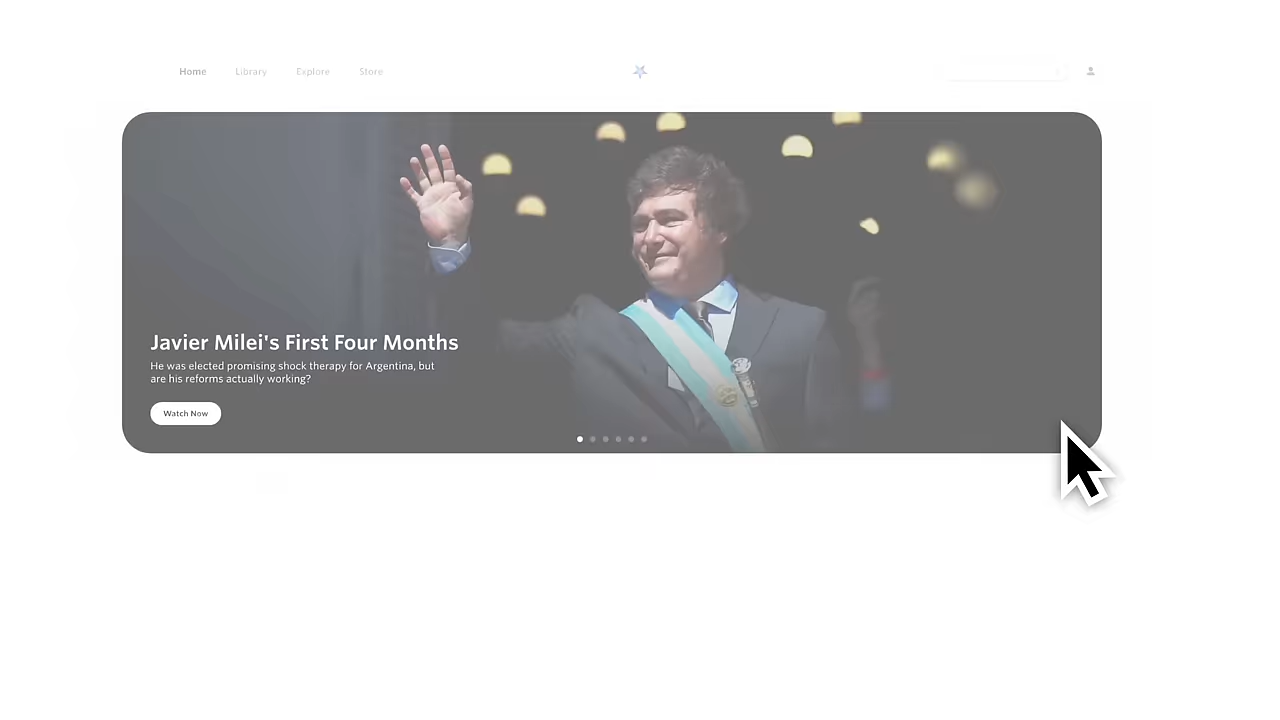 Home Library Explore Store
Javier Milei's First Four Months
He was elected promising shock therapy for Argentina, but
are his reforms actually working?
Watch Now